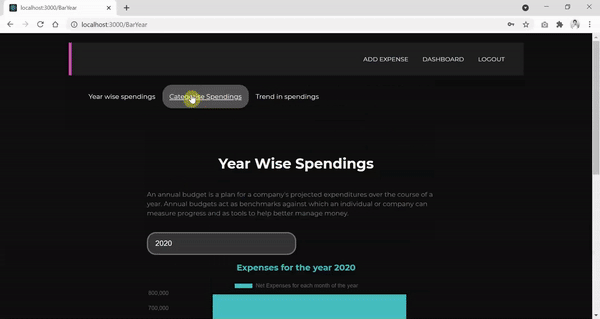 localhost:3000/BarYear
localhost:3000/BarYear
ADD EXPENSE DASHBOARD LOGOUT
Year wise spendings Categwise Spendings Trend in spendings
Year Wise Spendings
An annual budget is a plan for a company's projected expenditures over the course of a
year. Annual budgets act as benchmarks against which an individual or company can
measure progress and as tools to help better manage money.
2020
Expenses for the year 2020
Net Expenses for each month of the year
800,000
700,000